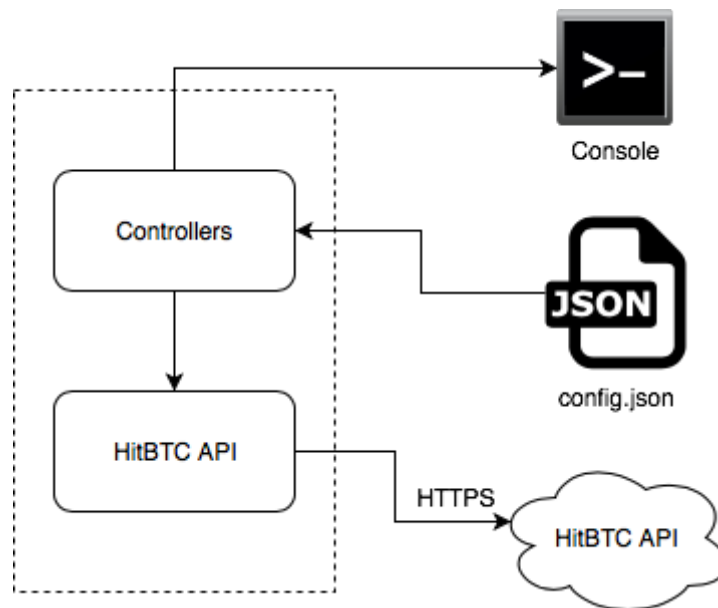 >-
Console
Controllers
JSON
config.json
HitBTC API
HTTPS
HitBTC API